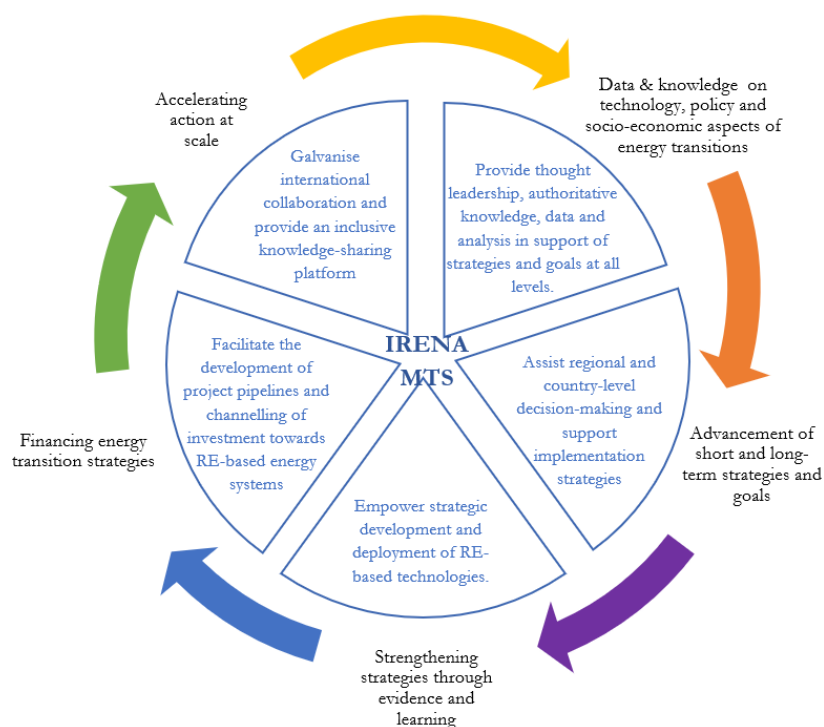 Accelerating
action at
scale
Data & knowledge on
technology, policy and
socio-economic aspects of
energy transitions
Galvanise
international
collaboration and
provide an inclusive
knowledge-sharing
platform
Provide thought
leadership, authoritative
knowledge, data and
analysis in support of
strategies and goals at all
levels.
IRENA
MTS
Facilitate the
development of
project pipelines and
channelling of
investment towards
RE-based energy
systems
Assist regional and
country-level
decision-making and
support
implementation
strategies
Financing energy
transition strategies
Advancement of
short and long-
term strategies and
goals
Empower strategic
development and
deployment of RE-
based technologies.
Strengthening
strategies through
evidence and
learning